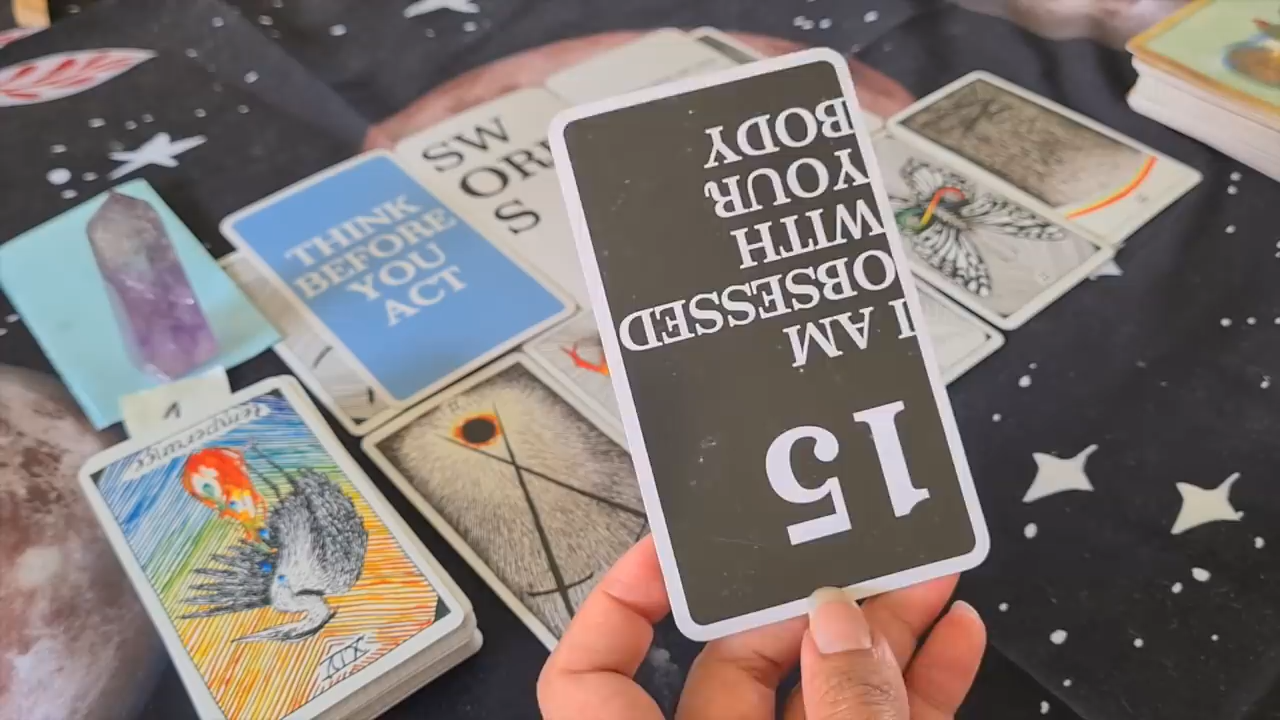 THINK
BEFORE
YOU
ACT
SW
ORD
S
15
I AM
OBSESSED
WITH
YOUR
BODY
Temperance
XIV
V